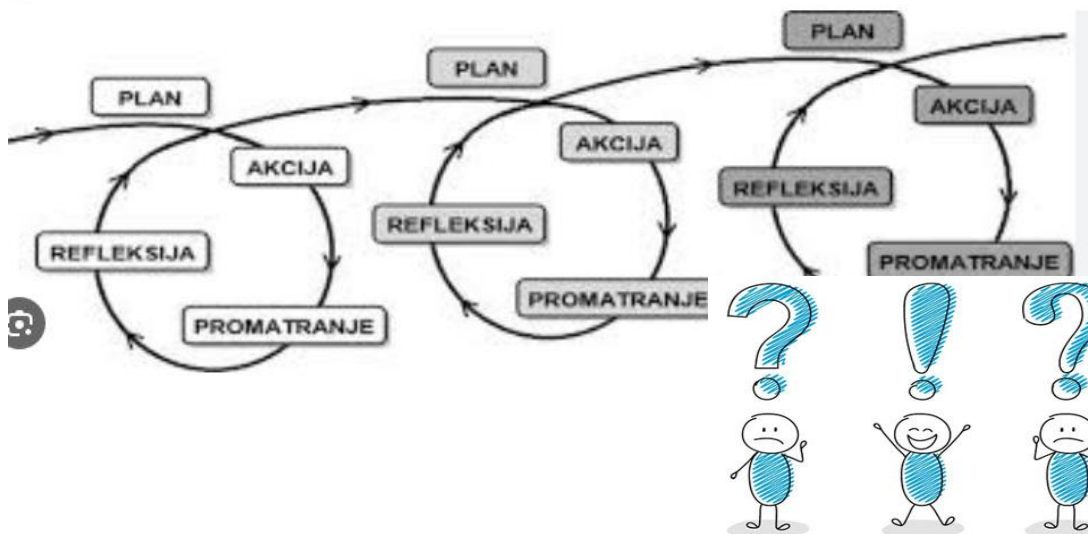 PLAN
AKCIJA
PROMATRANJE
REFLEKSIJA
PLAN
AKCIJA
PROMATRANJE
REFLEKSIJA
PLAN
AKCIJA
PROMATRANJE
REFLEKSIJA
? ! ?